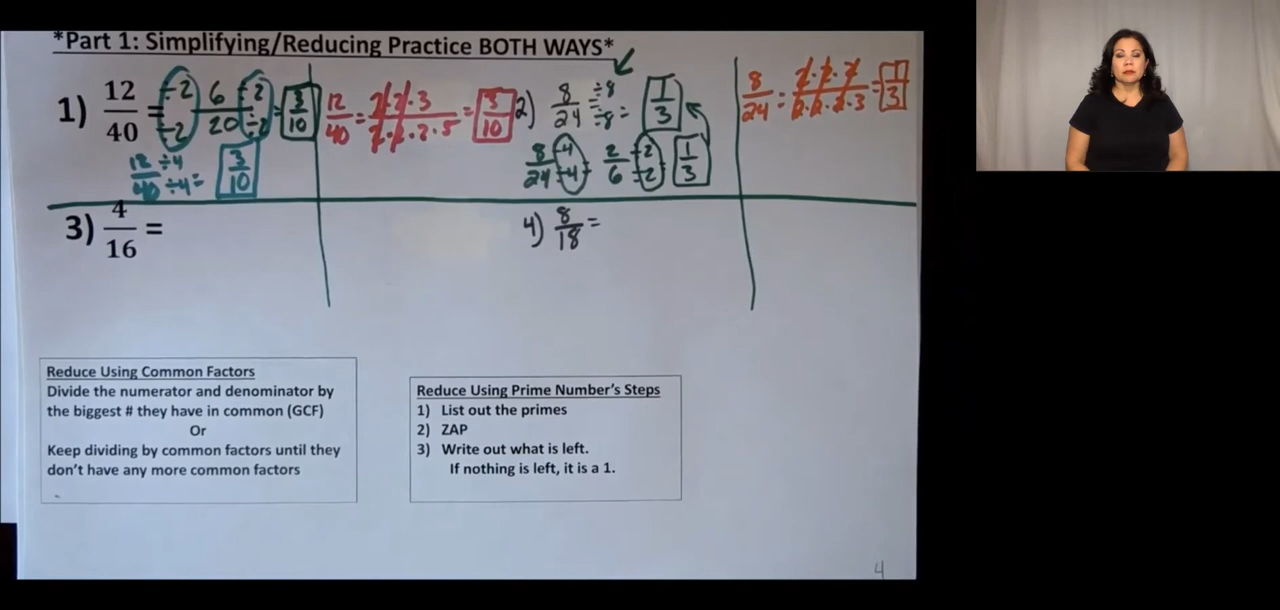 *Part 1: Simplifying/Reducing Practice BOTH WAYS*
1) 12/40 = ÷2/÷2 6/20 ÷2/÷2 = 3/10
12/40 ÷4/÷4 = 3/10
12/40 = 2·2·3/2·2·2·5 = 3/10
2) 8/24 ÷8/÷8 = 1/3
8/24 ÷4/÷4 = 2/6 ÷2/÷2 = 1/3
8/24 = 2·2·2/2·2·2·3 = 1/3
3) 4/16 =
4) 8/18 =
Reduce Using Common Factors
Divide the numerator and denominator by
the biggest # they have in common (GCF)
Or
Keep dividing by common factors until they
don't have any more common factors
Reduce Using Prime Number's Steps
1) List out the primes
2) ZAP
3) Write out what is left.
If nothing is left, it is a 1.
4